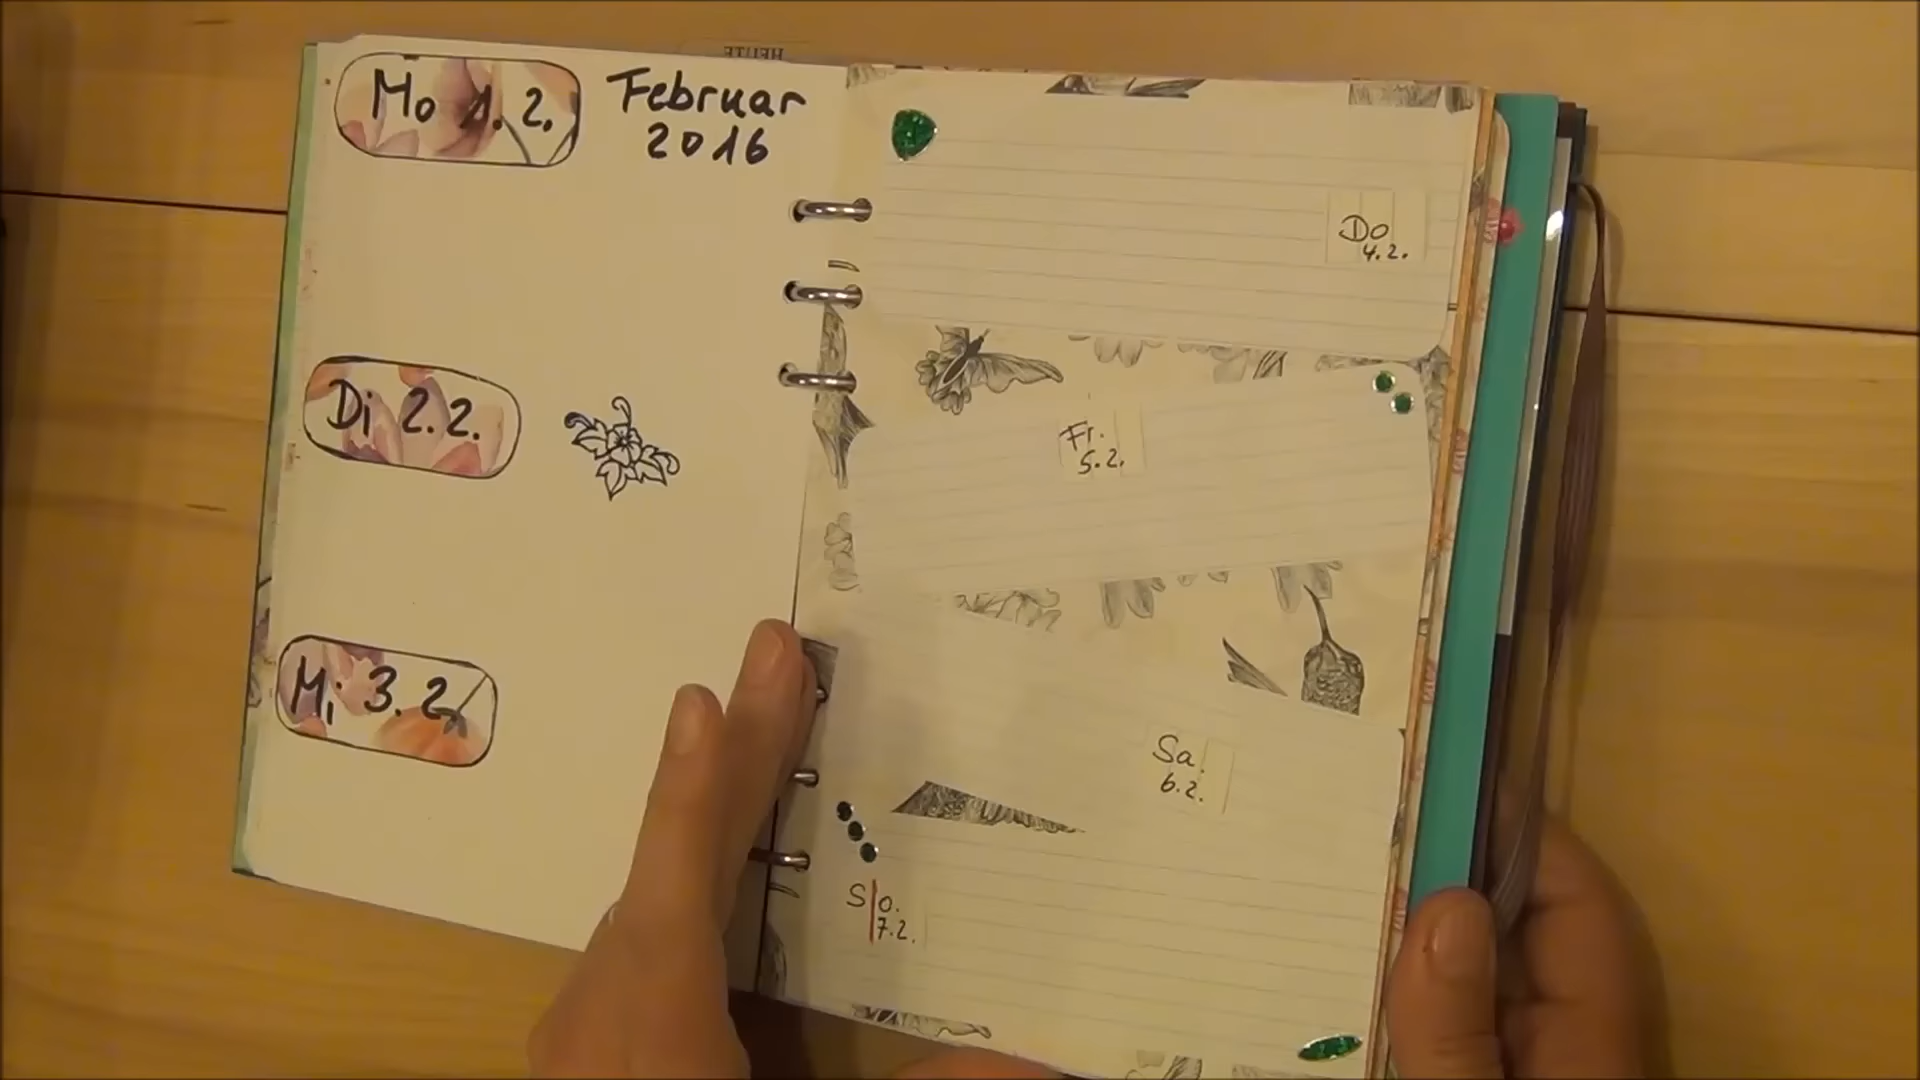 HEUTE
Mo 1. 2.
Februar
2016
Di 2.2.
Mi 3. 2.
Do
4.2.
Fr.
5.2.
Sa.
6.2.
So.
7.2.